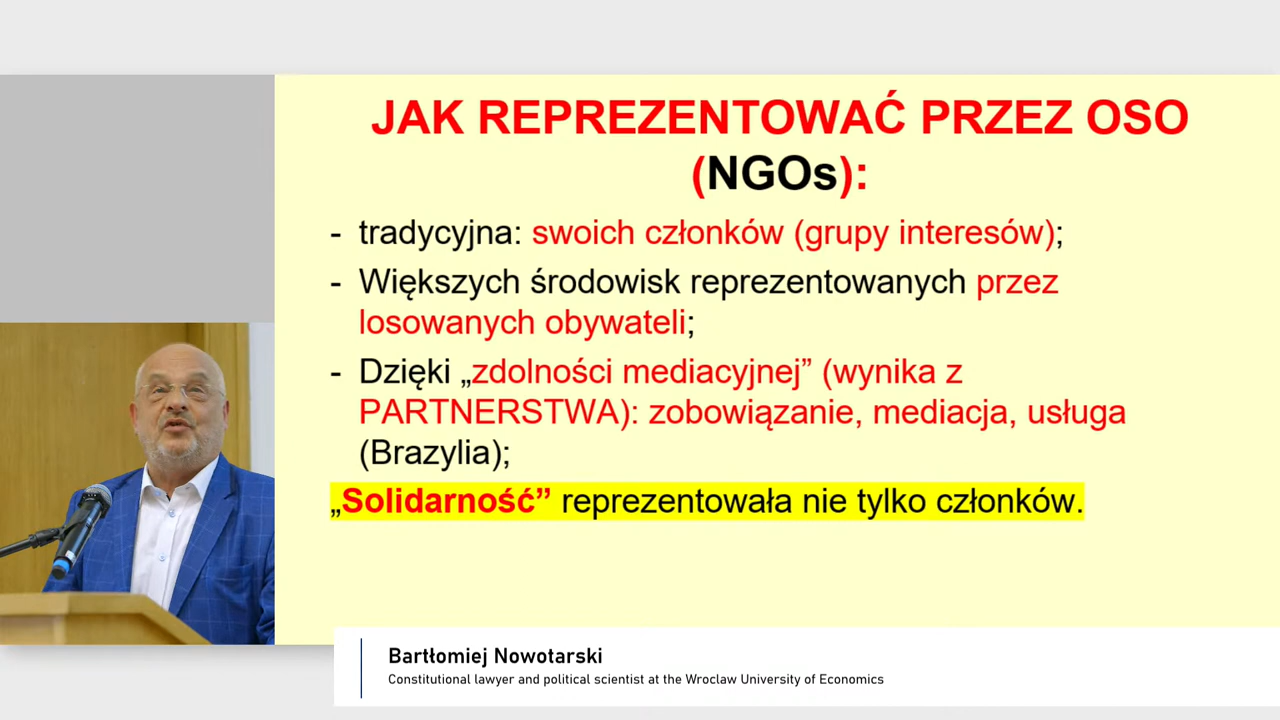 JAK REPREZENTOWAĆ PRZEZ OSO
(NGOs):
- tradycyjna: swoich członków (grupy interesów);
- Większych środowisk reprezentowanych przez
losowanych obywateli;
- Dzięki „zdolności mediacyjnej” (wynika z
PARTNERSTWA): zobowiązanie, mediacja, usługa
(Brazylia);
„Solidarność” reprezentowała nie tylko członków.
Bartłomiej Nowotarski
Constitutional lawyer and political scientist at the Wroclaw University of Economics